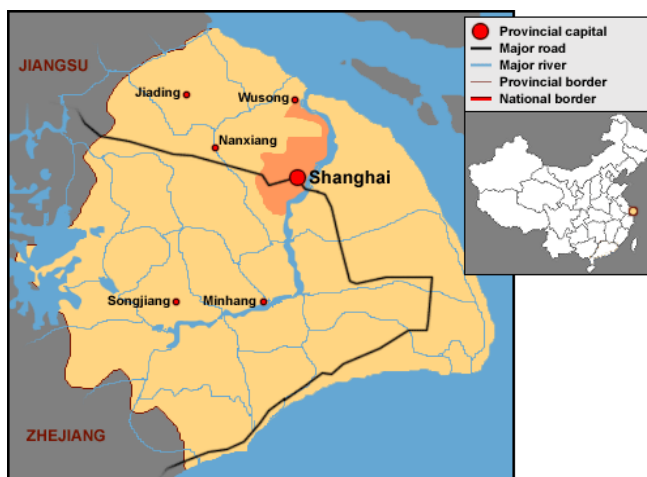 Provincial capital
Major road
Major river
Provincial border
National border
JIANGSU
Jiading
Wusong
Nanxiang
Shanghai
Songjiang
Minhang
ZHEJIANG